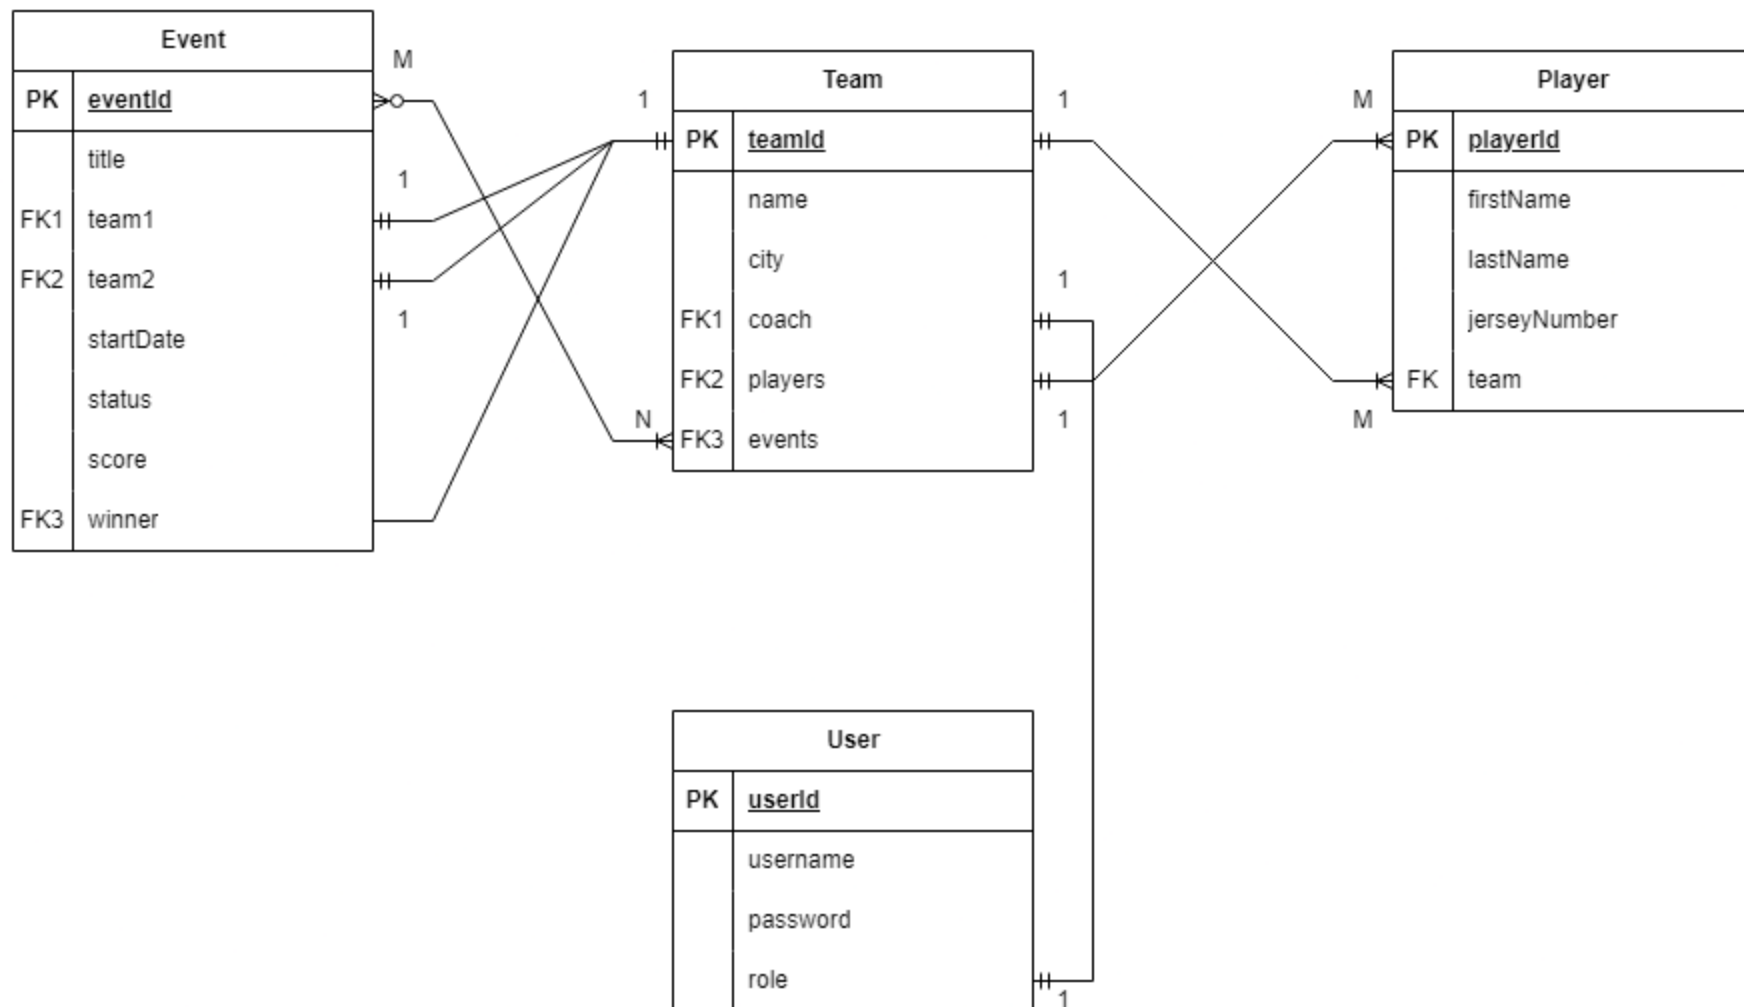 Event
PK eventId
title
FK1 team1
FK2 team2
startDate
status
score
FK3 winner
M
1
1
1
N
Team
PK teamId
name
city
FK1 coach
FK2 players
FK3 events
1
1
1
M
M
Player
PK playerId
firstName
lastName
jerseyNumber
FK team
User
PK userId
username
password
role
1